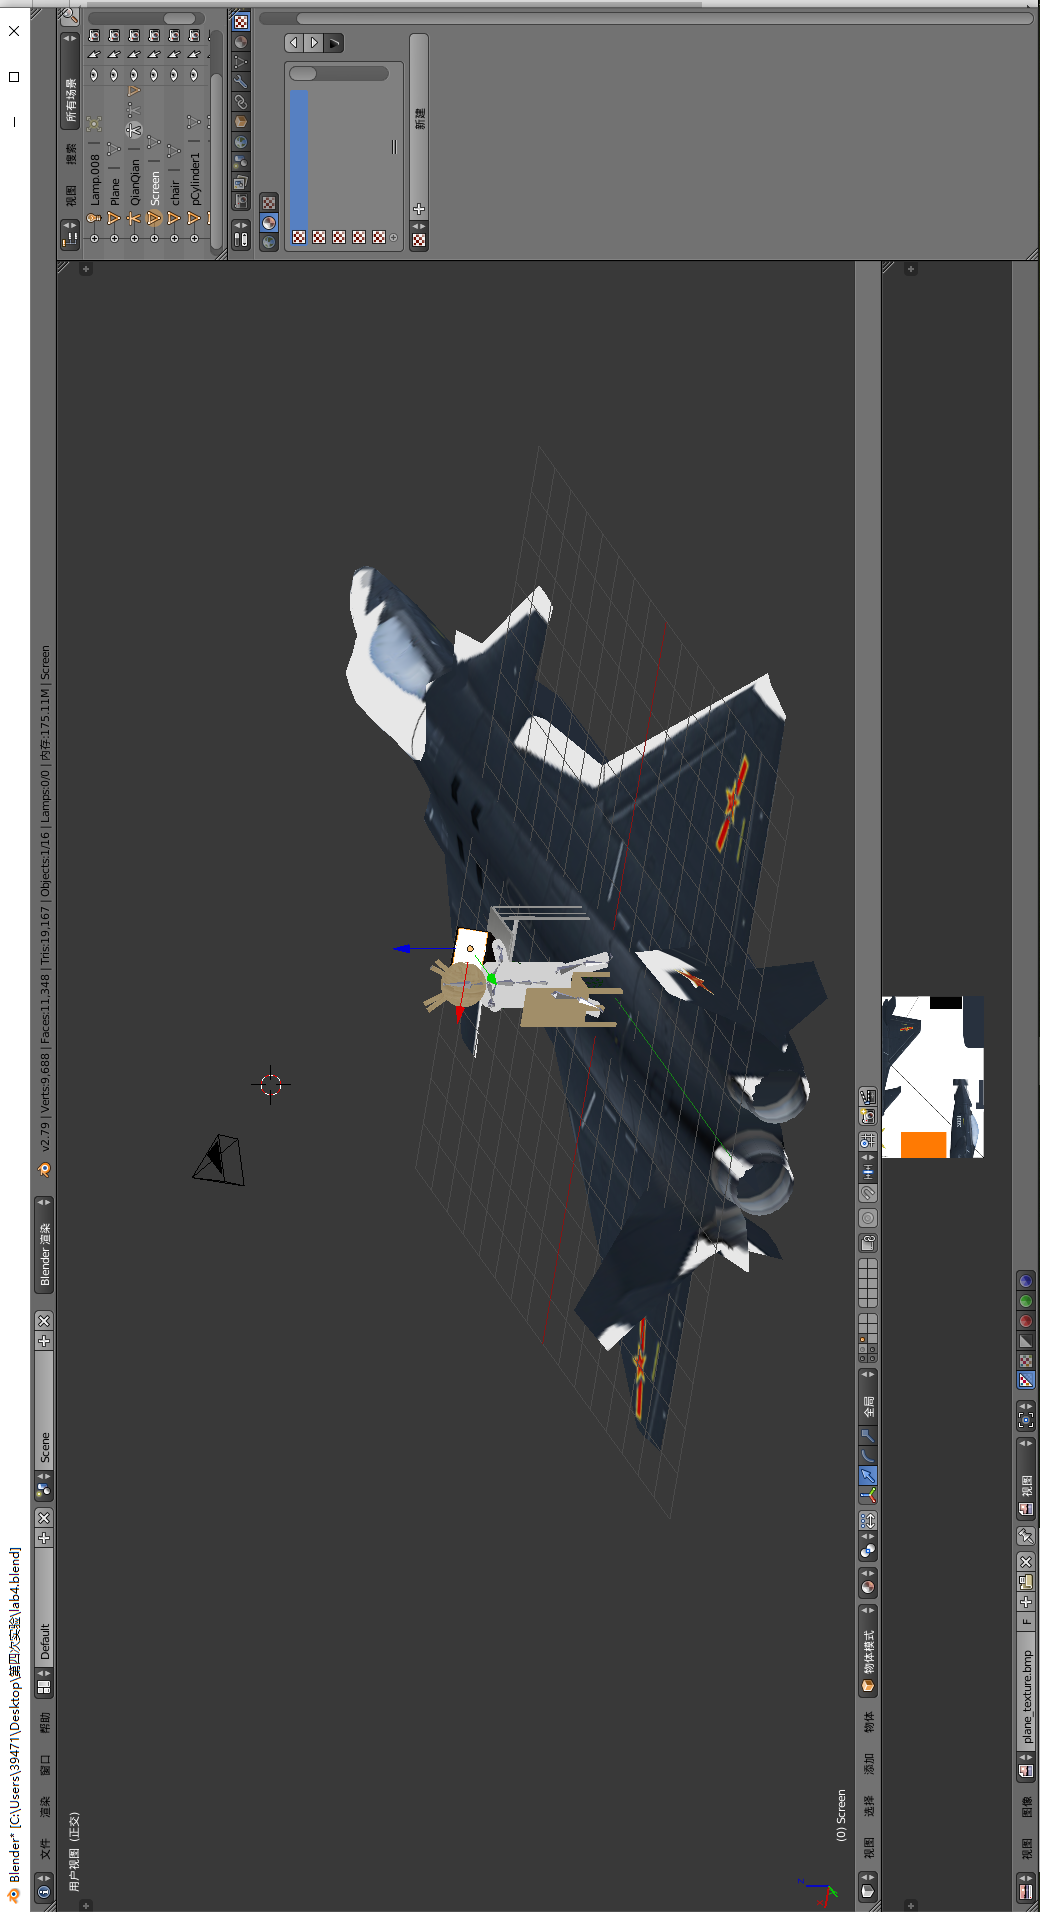 Blender* [C:\Users\39471\Desktop\第四次实验\lab4.blend]
文件 渲染 窗口 帮助 Default Scene Blender 渲染 v2.79 | Verts:9,688 | Faces:11,348 | Tris:19,167 | Objects:1/16 | Lamps:0/0 | 内存:175.11M | Screen
用户视图 (正交)
(0) Screen
视图 选择 添加 物体 物体模式 全局
视图 图像 plane_texture.bmp F 视图
视图 搜索 所有场景
Lamp.008
Plane
QianQian
Screen
chair
pCylinder1
新建